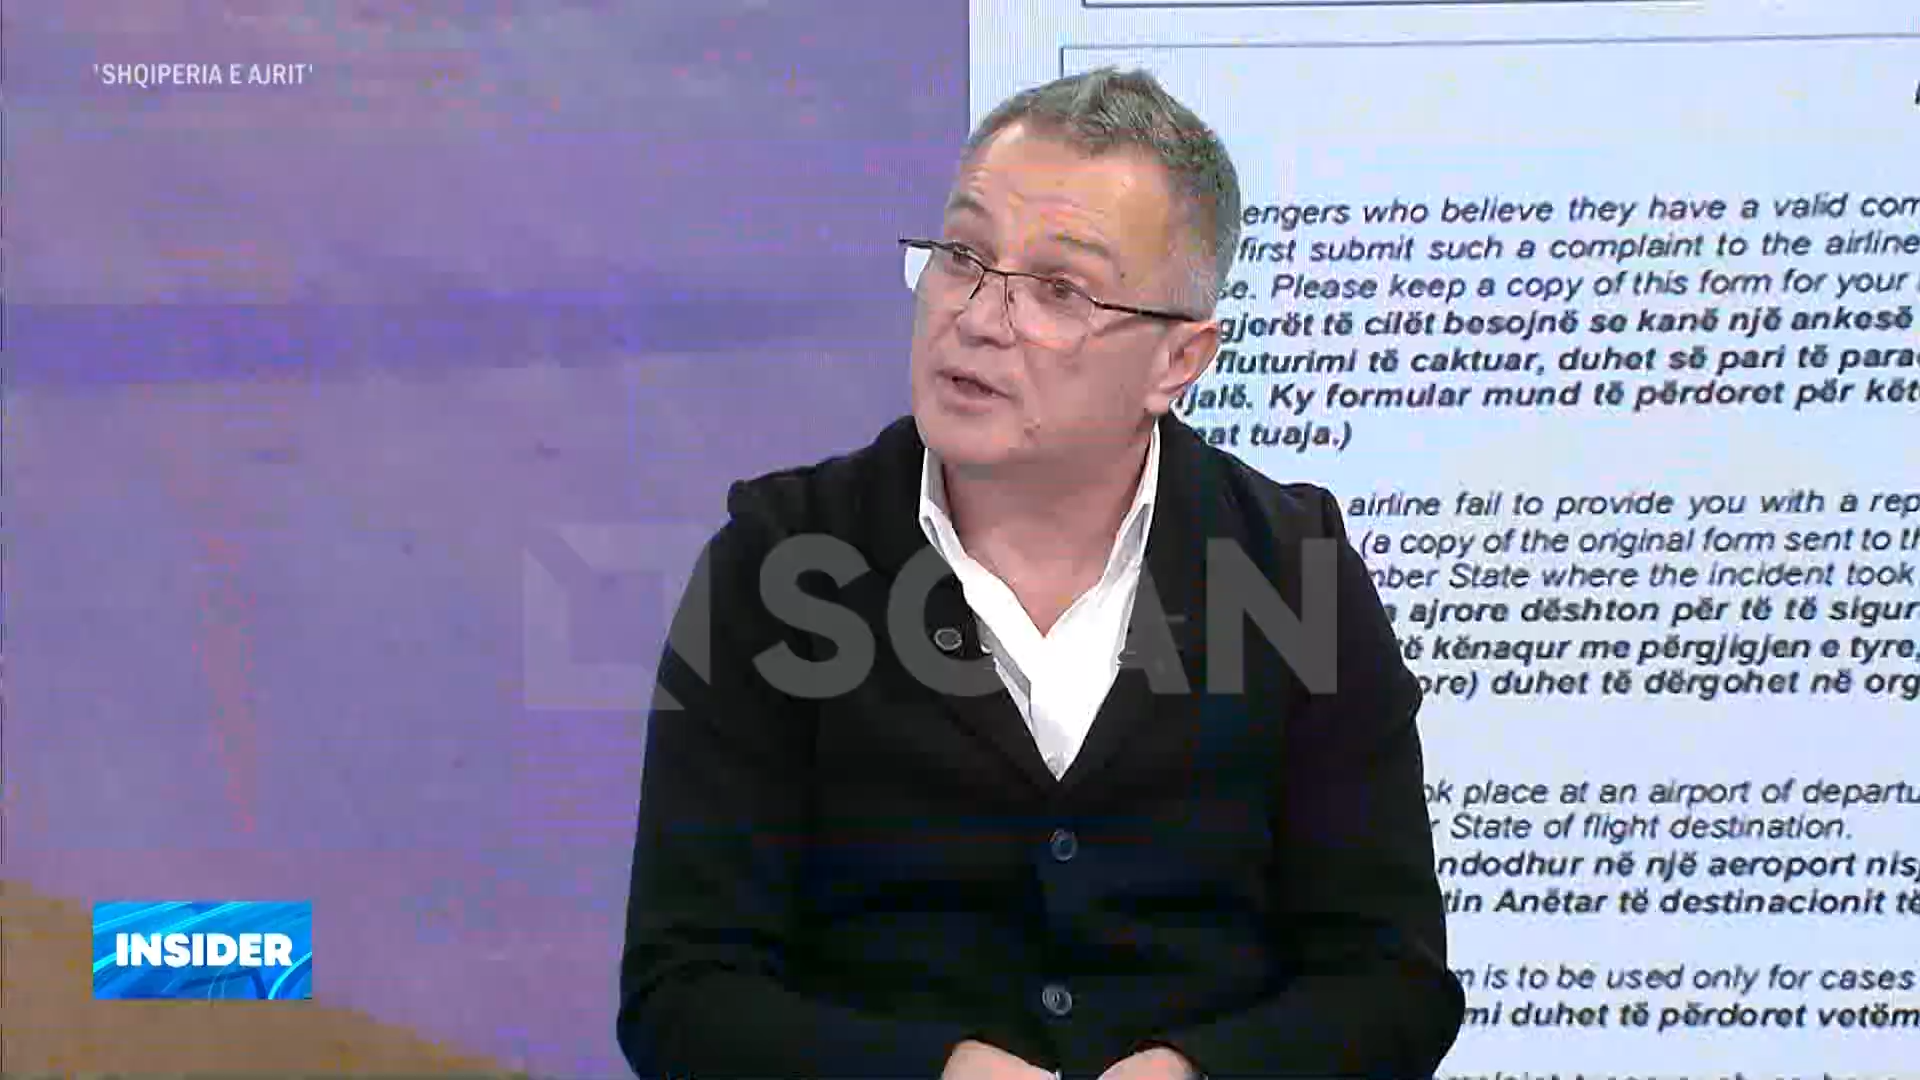 'SHQIPERIA E AJRIT'
engers who believe they have a valid com
first submit such a complaint to the airline
se. Please keep a copy of this form for your
gjerët të cilët besojnë se kanë një ankesë
fluturimi të caktuar, duhet së pari të para
jalë. Ky formular mund të përdoret për kët
at tuaja.)
airline fail to provide you with a rep
(a copy of the original form sent to th
mber State where the incident took
ajrore dështon për të të sigur
të kënaqur me përgjigjen e tyre,
ore) duhet të dërgohet në org
SCAN
ok place at an airport of departu
r State of flight destination.
ndodhur në një aeroport nisj
tin Anëtar të destinacionit të
m is to be used only for cases
mi duhet të përdoret vetëm
INSIDER